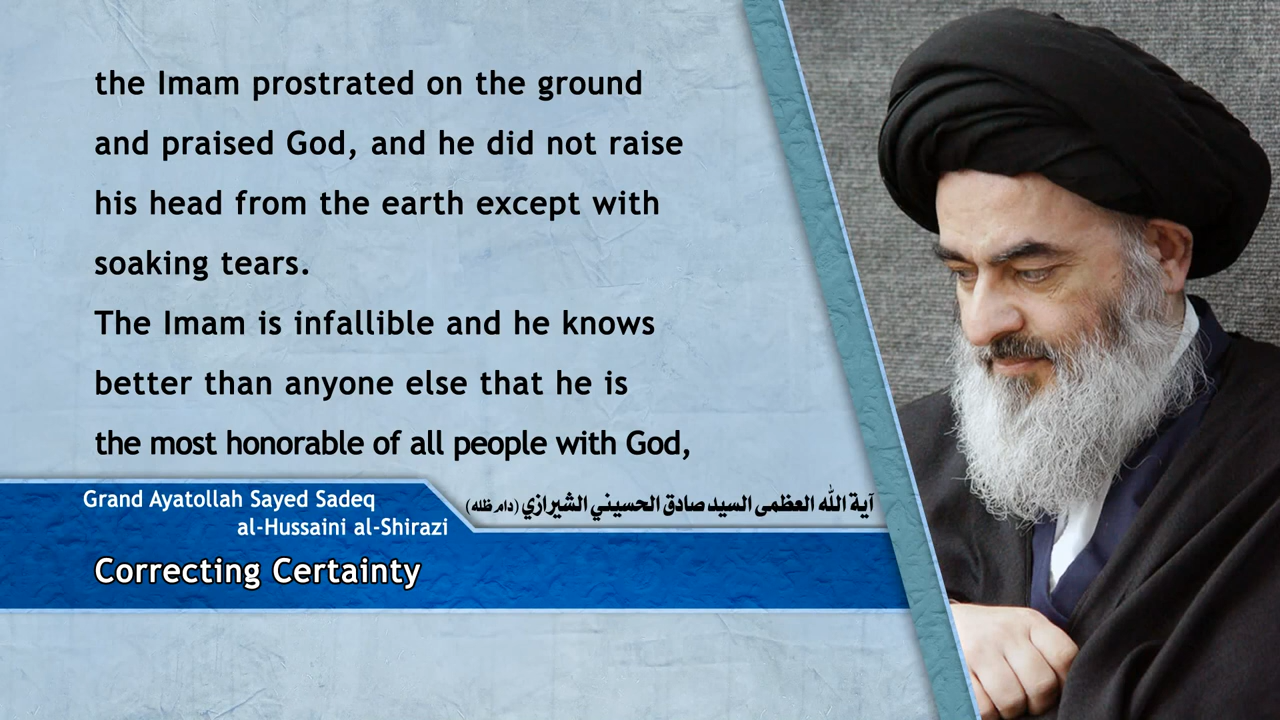 the Imam prostrated on the ground
and praised God, and he did not raise
his head from the earth except with
soaking tears.
The Imam is infallible and he knows
better than anyone else that he is
the most honorable of all people with God,
Grand Ayatollah Sayed Sadeq
al-Hussaini al-Shirazi
آية الله العظمى السيد صادق الحسيني الشيرازي (دام ظله)
Correcting Certainty